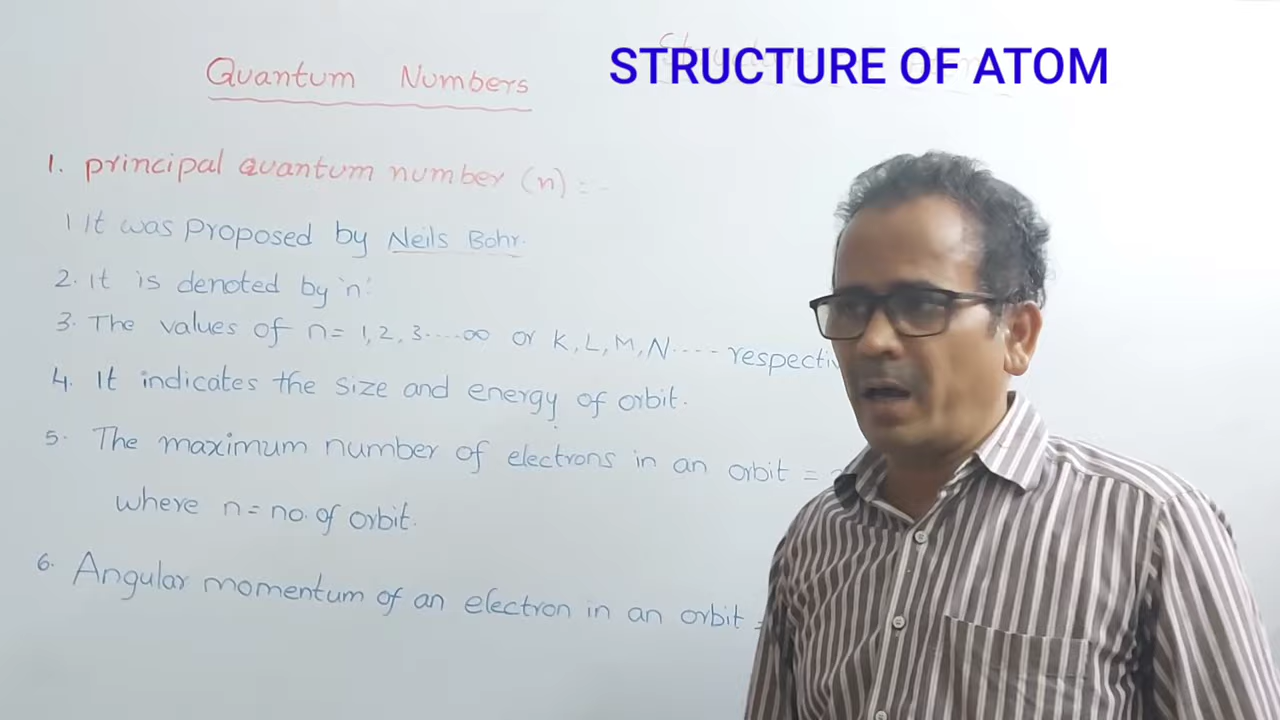 STRUCTURE OF ATOM
Quantum Numbers
1. principal quantum number (n) :-
1 It was Proposed by Neils Bohr.
2. It is denoted by 'n'.
3. The values of n= 1,2,3.....∞ or K, L, M, N.... respectiv
4. It indicates the size and energy of orbit.
5. The maximum number of electrons in an orbit =
where n= no. of orbit.
6. Angular momentum of an electron in an orbit =